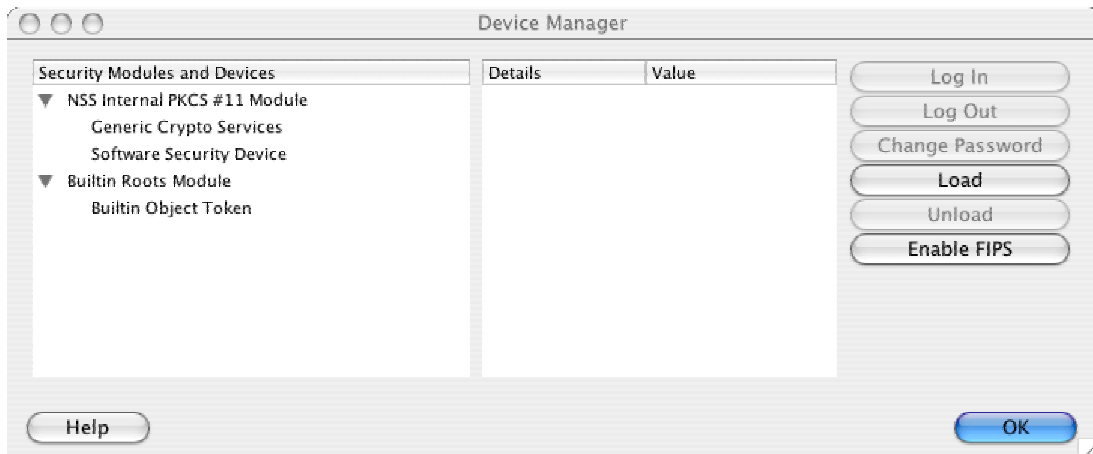 Device Manager
Security Modules and Devices
NSS Internal PKCS #11 Module
Generic Crypto Services
Software Security Device
Builtin Roots Module
Builtin Object Token
Details Value
Log In
Log Out
Change Password
Load
Unload
Enable FIPS
Help
OK